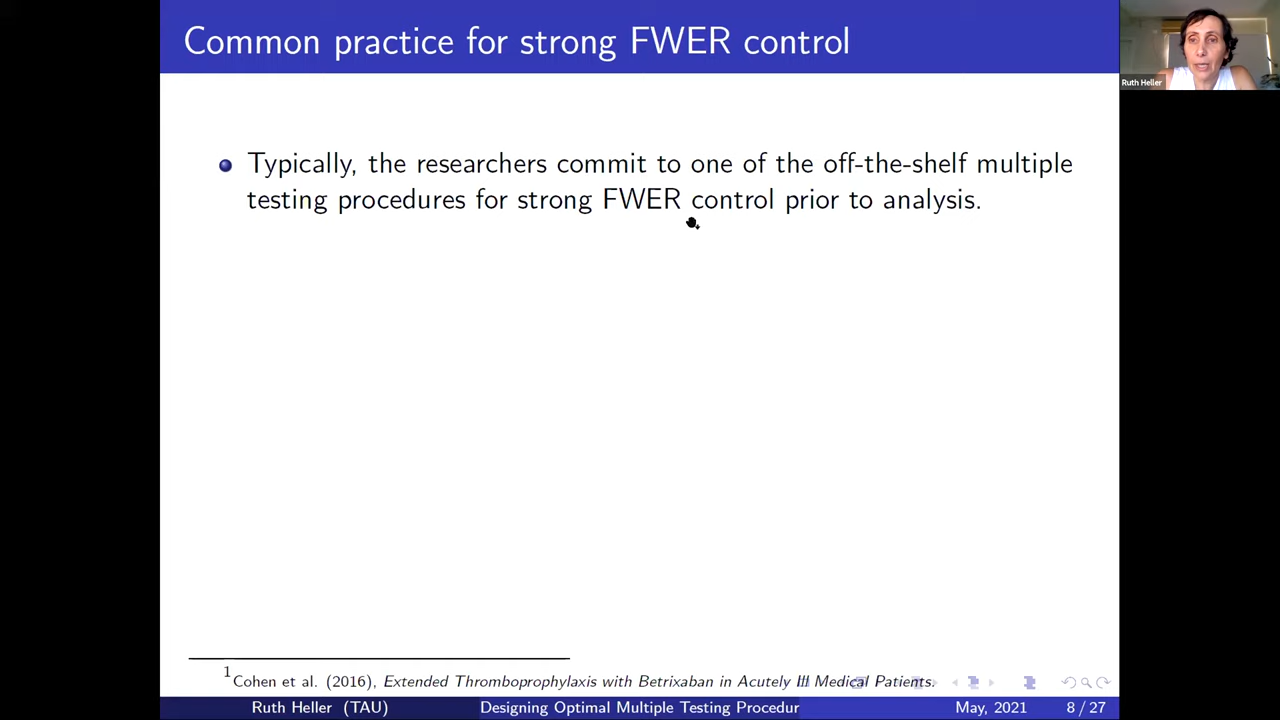 Common practice for strong FWER control
Ruth Heller
Typically, the researchers commit to one of the off-the-shelf multiple
testing procedures for strong FWER control prior to analysis.
1Cohen et al. (2016), Extended Thromboprophylaxis with Betrixaban in Acutely Ill Medical Patients.
Ruth Heller (TAU) Designing Optimal Multiple Testing Procedur May, 2021 8 / 27